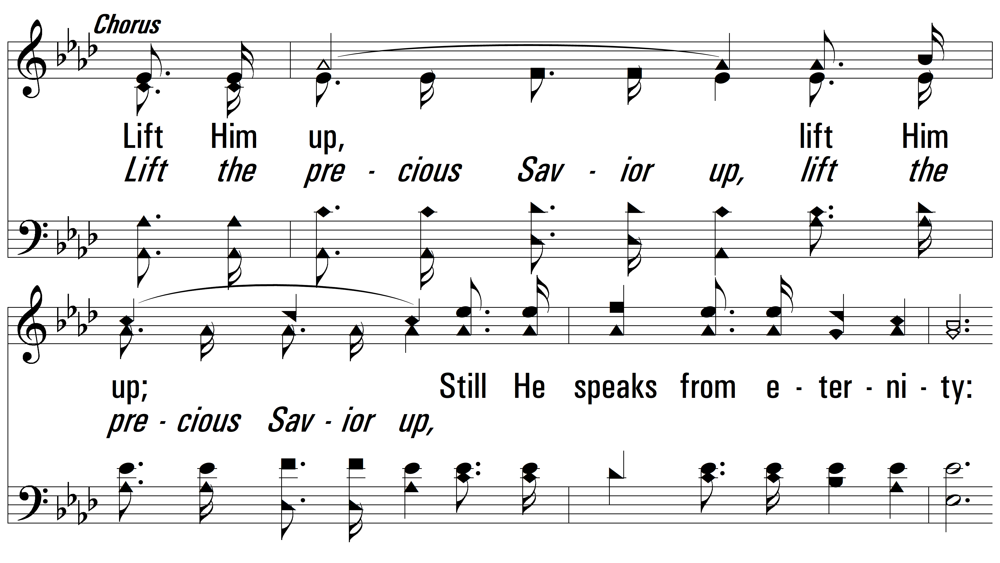 Chorus
Lift Him up, lift Him
Lift the pre - cious Sav - ior up, lift the
up; Still He speaks from e - ter - ni - ty:
pre - cious Sav - ior up,